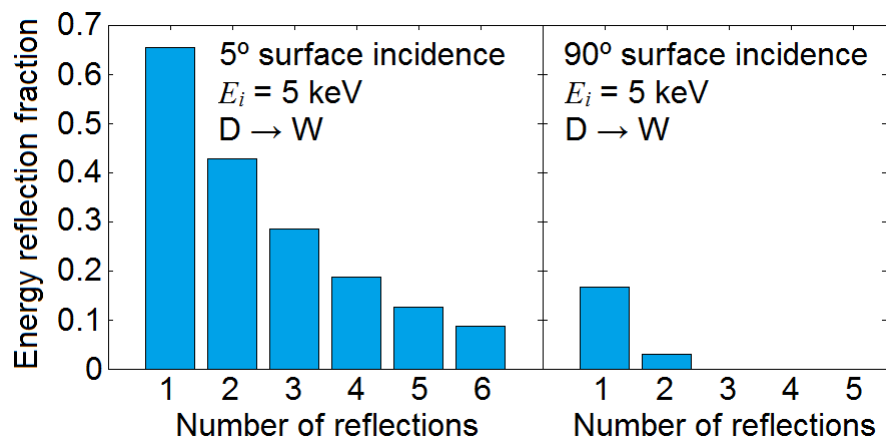 Energy reflection fraction
0.7
0.6
0.5
0.4
0.3
0.2
0.1
0
5º surface incidence
Eᵢ = 5 keV
D → W
1 2 3 4 5 6
Number of reflections
90º surface incidence
Eᵢ = 5 keV
D → W
1 2 3 4 5
Number of reflections